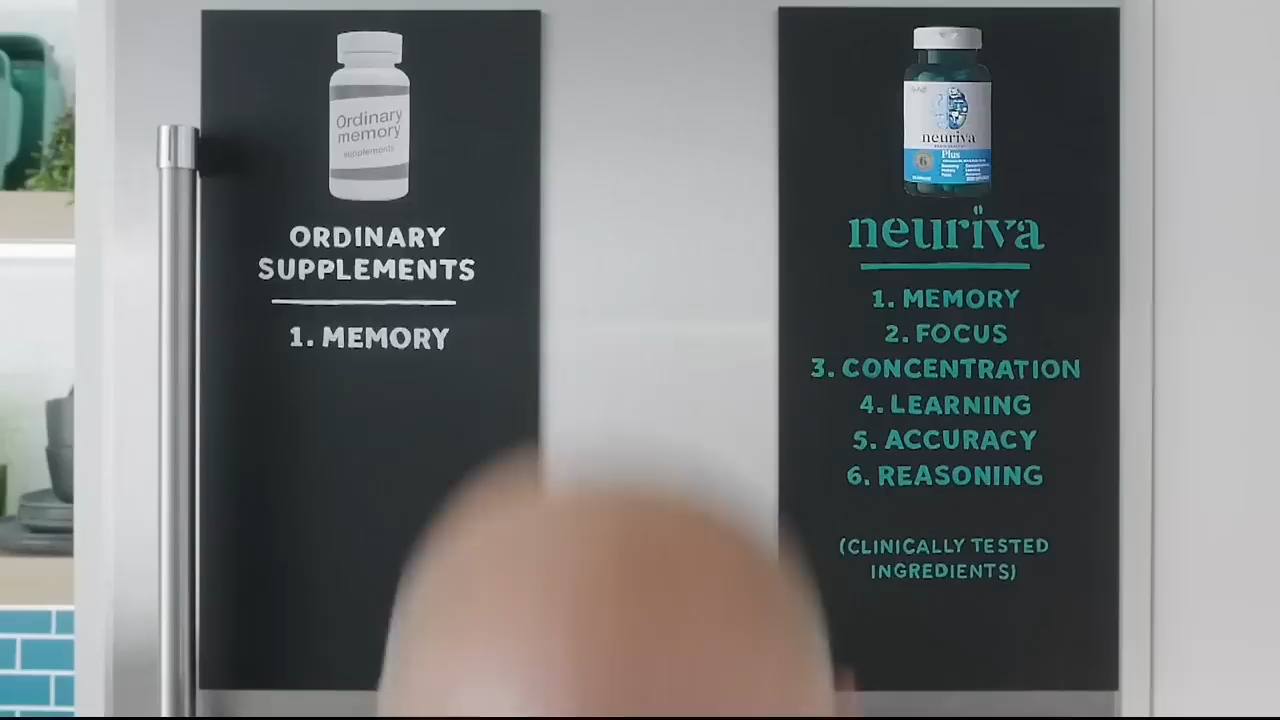 Ordinary
memory
supplements
ORDINARY
SUPPLEMENTS
1. MEMORY
neuriva
Plus
6
neuriva
1. MEMORY
2. FOCUS
3. CONCENTRATION
4. LEARNING
5. ACCURACY
6. REASONING
(CLINICALLY TESTED
INGREDIENTS)